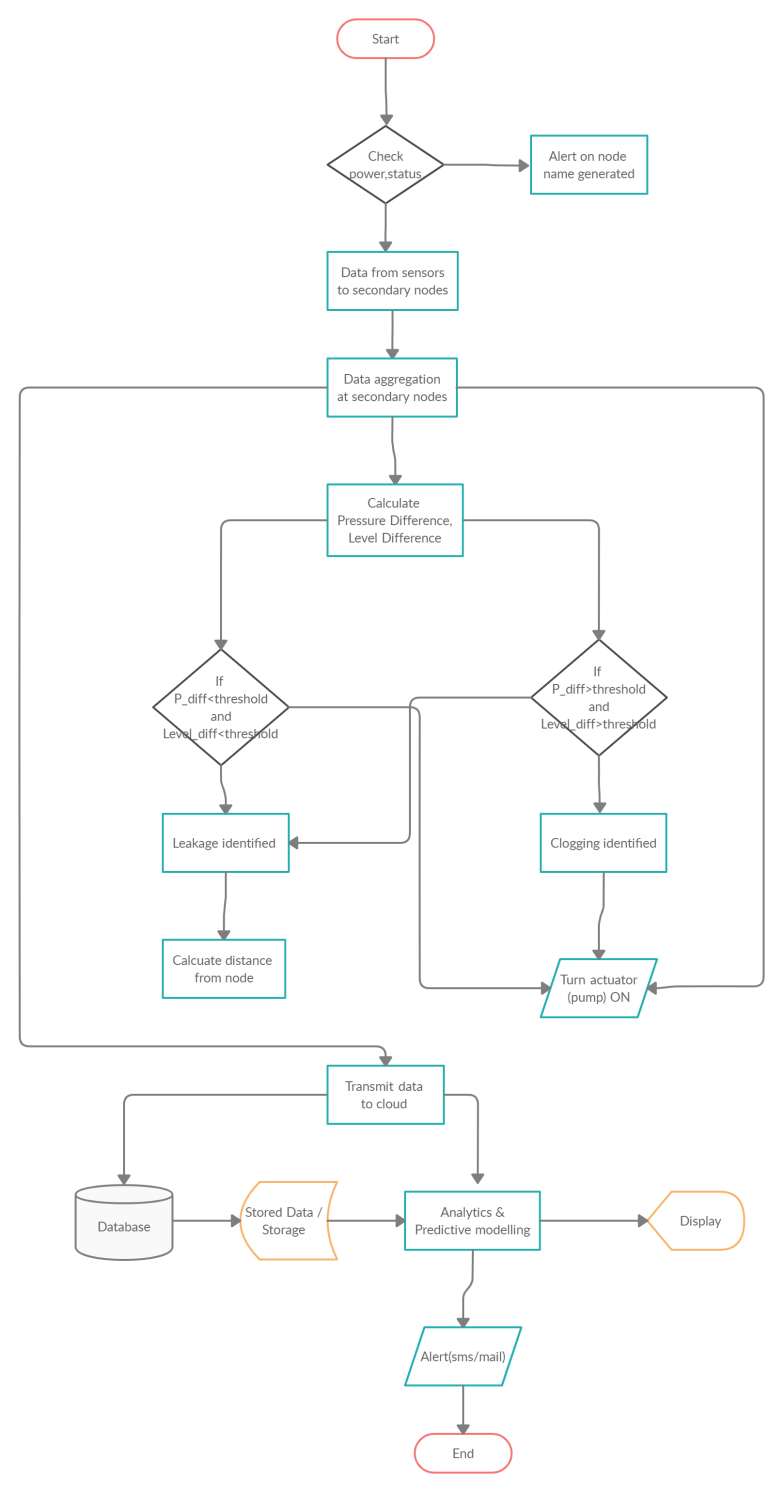 Start
Check
power,status
Alert on node
name generated
Data from sensors
to secondary nodes
Data aggregation
at secondary nodes
Calculate
Pressure Difference,
Level Difference
If
P_diff<threshold
and
Level_diff<threshold
If
P_diff>threshold
and
Level_diff>threshold
Leakage identified
Clogging identified
Calcuate distance
from node
Turn actuator
(pump) ON
Transmit data
to cloud
Database
Stored Data /
Storage
Analytics &
Predictive modelling
Display
Alert(sms/mail)
End